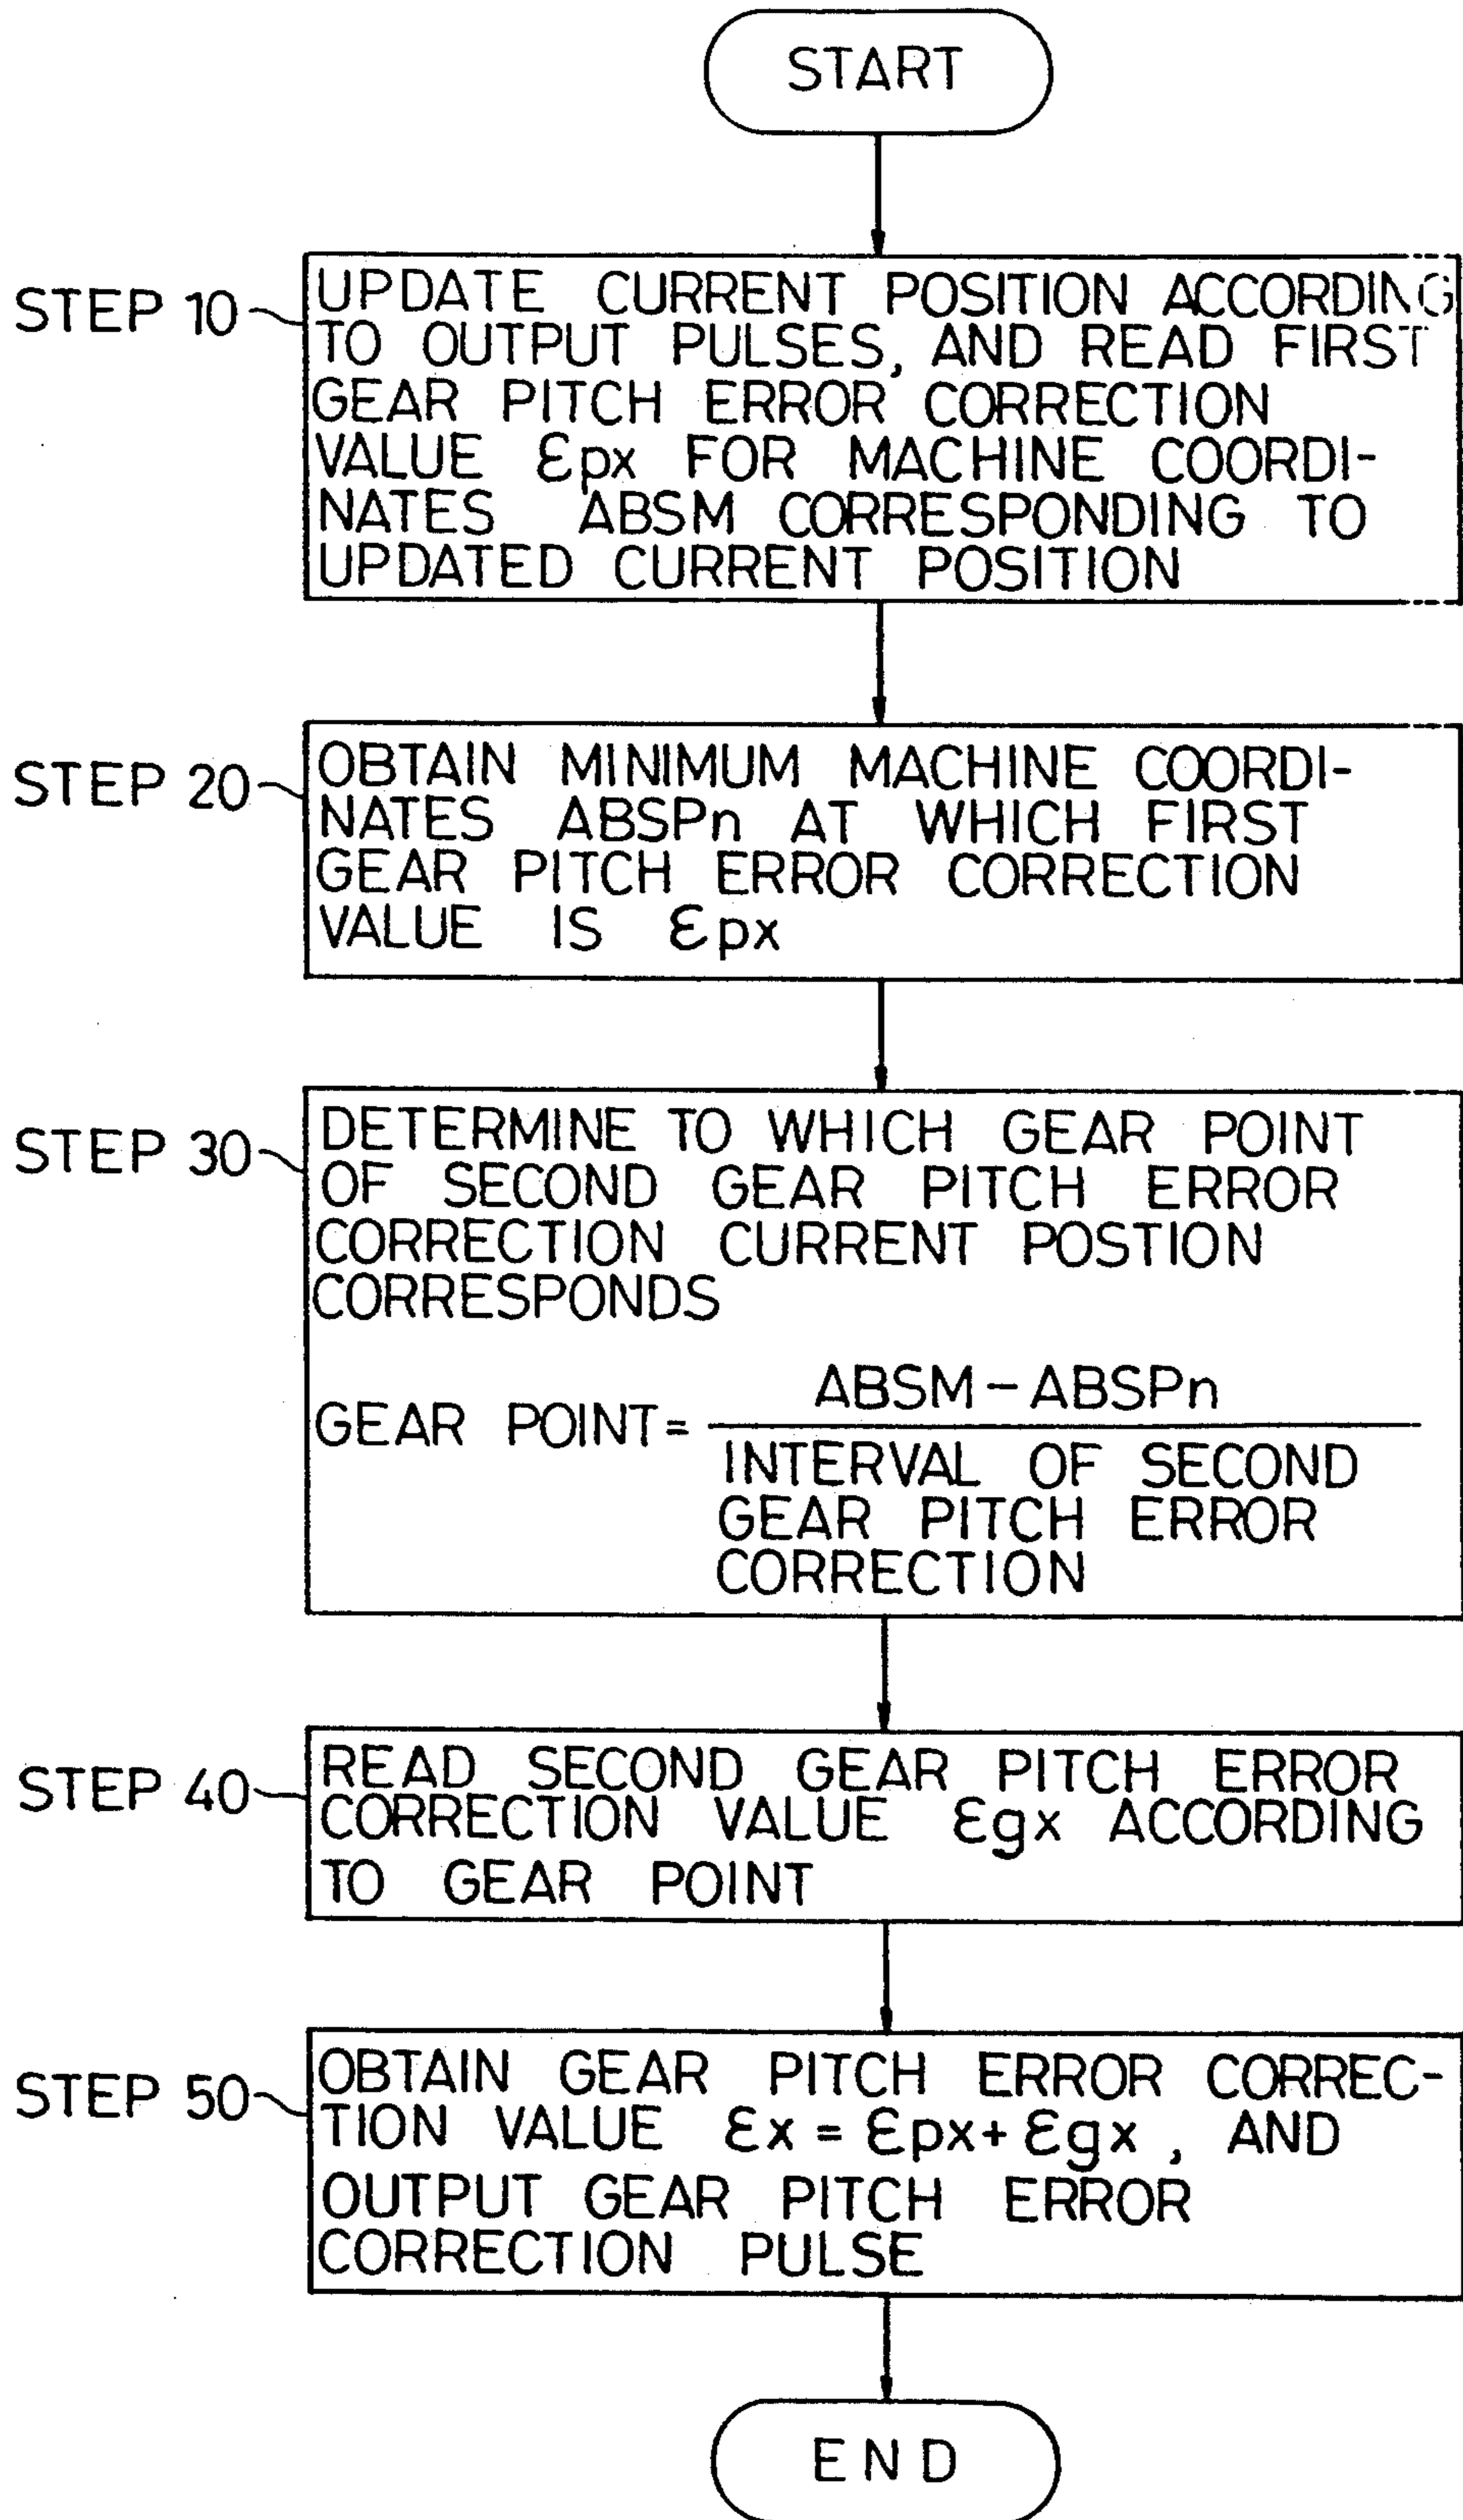 START
STEP 10
UPDATE CURRENT POSITION ACCORDING
TO OUTPUT PULSES, AND READ FIRST
GEAR PITCH ERROR CORRECTION
VALUE εpx FOR MACHINE COORDI-
NATES ABSM CORRESPONDING TO
UPDATED CURRENT POSITION
STEP 20
OBTAIN MINIMUM MACHINE COORDI-
NATES ABSPn AT WHICH FIRST
GEAR PITCH ERROR CORRECTION
VALUE IS εpx
STEP 30
DETERMINE TO WHICH GEAR POINT
OF SECOND GEAR PITCH ERROR
CORRECTION CURRENT POSTION
CORRESPONDS
ABSM-ABSPn
GEAR POINT=
INTERVAL OF SECOND
GEAR PITCH ERROR
CORRECTION
STEP 40
READ SECOND GEAR PITCH ERROR
CORRECTION VALUE εgx ACCORDING
TO GEAR POINT
STEP 50
OBTAIN GEAR PITCH ERROR CORREC-
TION VALUE εx = εpx+εgx, AND
OUTPUT GEAR PITCH ERROR
CORRECTION PULSE
END